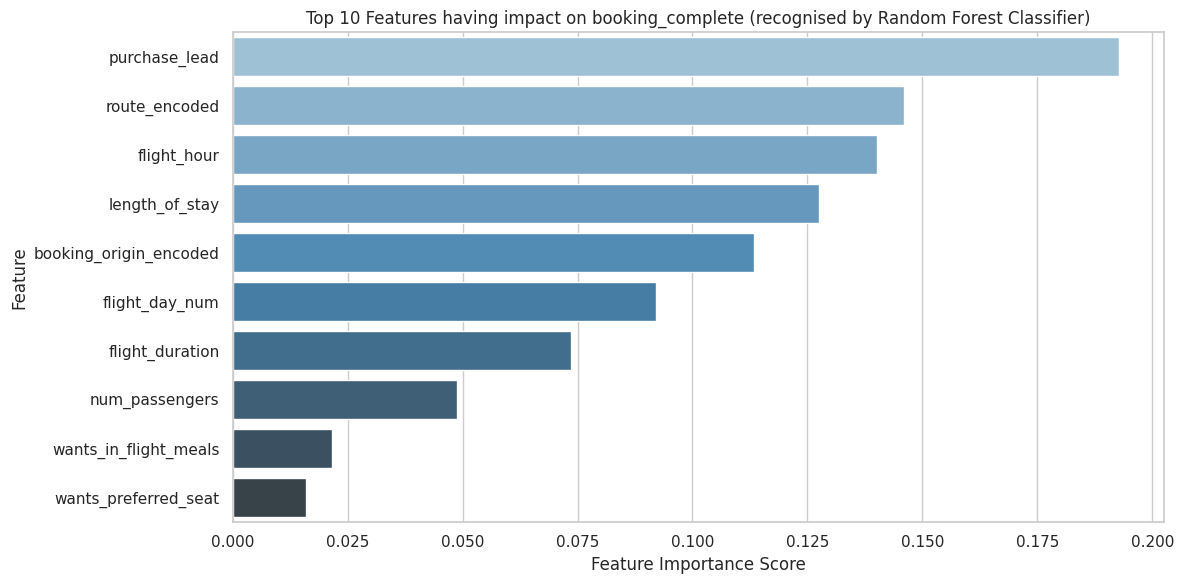 Top 10 Features having impact on booking_complete (recognised by Random Forest Classifier)
Feature
purchase_lead
route_encoded
flight_hour
length_of_stay
booking_origin_encoded
flight_day_num
flight_duration
num_passengers
wants_in_flight_meals
wants_preferred_seat
0.000 0.025 0.050 0.075 0.100 0.125 0.150 0.175 0.200
Feature Importance Score